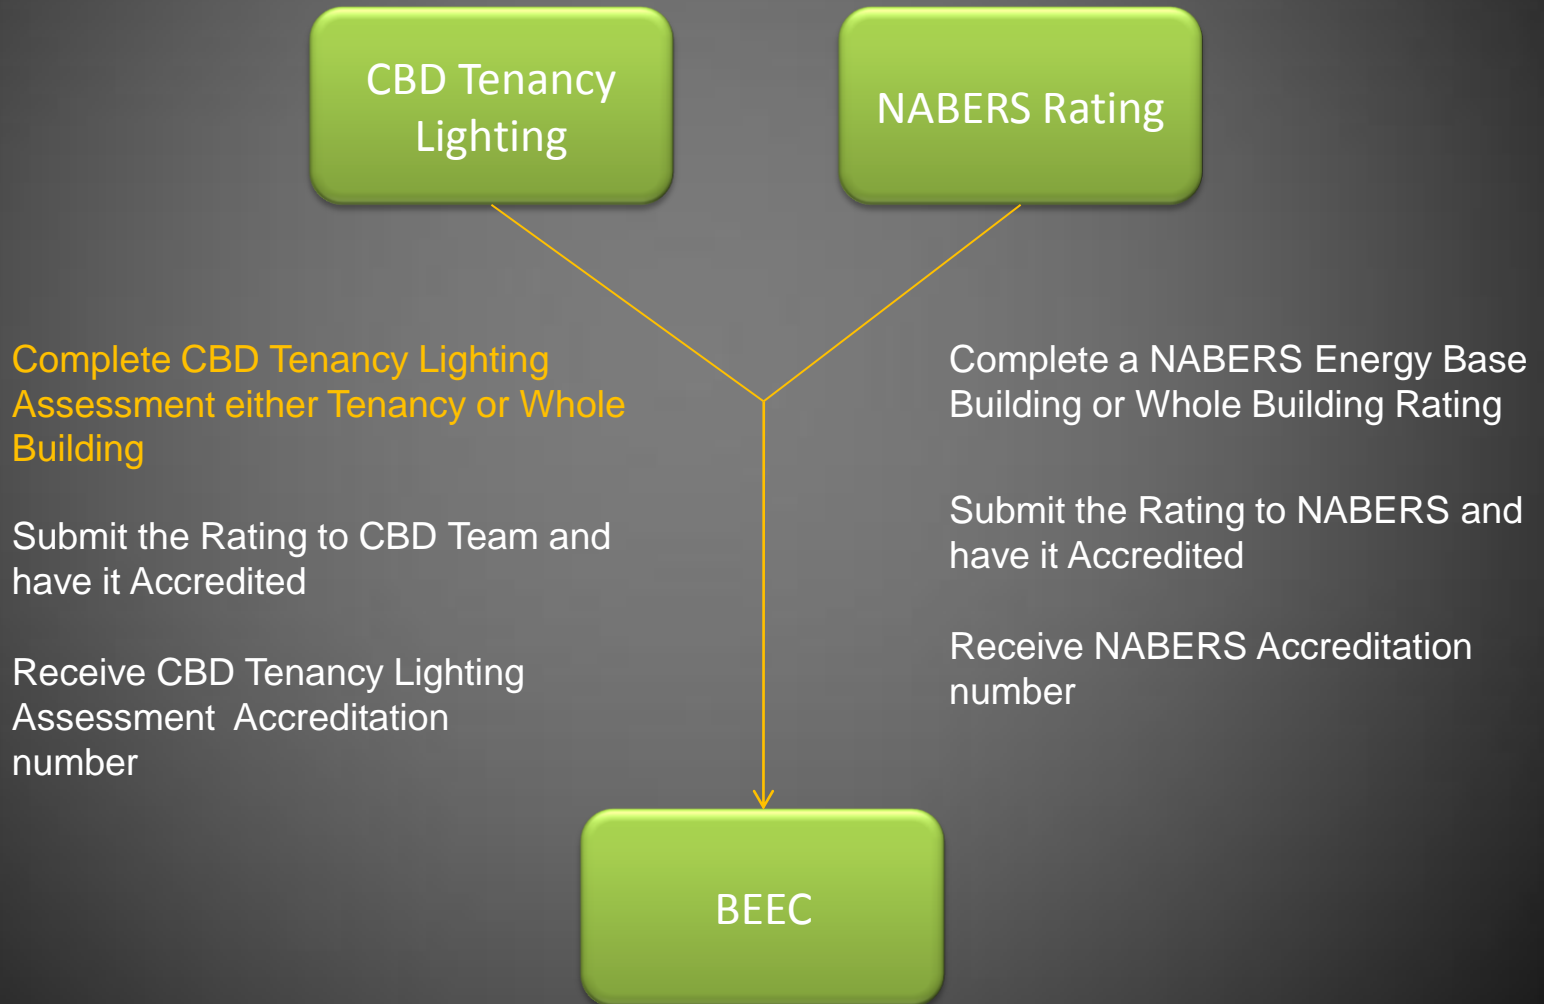 CBD Tenancy
Lighting
NABERS Rating
Complete CBD Tenancy Lighting
Assessment either Tenancy or Whole
Building
Submit the Rating to CBD Team and
have it Accredited
Receive CBD Tenancy Lighting
Assessment  Accreditation
number
Complete a NABERS Energy Base
Building or Whole Building Rating
Submit the Rating to NABERS and
have it Accredited
Receive NABERS Accreditation
number
BEEC